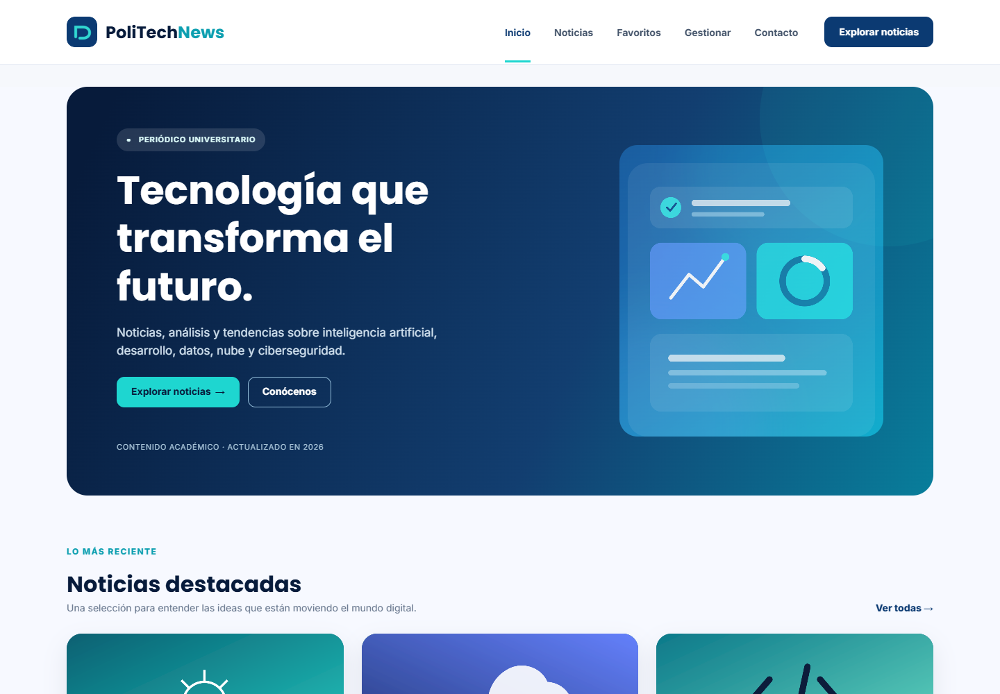 PoliTechNews
Inicio
Noticias
Favoritos
Gestionar
Contacto
Explorar noticias
PERIÓDICO UNIVERSITARIO
Tecnología que
transforma el
futuro.
Noticias, análisis y tendencias sobre inteligencia artificial,
desarrollo, datos, nube y ciberseguridad.
Explorar noticias →
Conócenos
CONTENIDO ACADÉMICO · ACTUALIZADO EN 2026
LO MÁS RECIENTE
Noticias destacadas
Una selección para entender las ideas que están moviendo el mundo digital.
Ver todas →